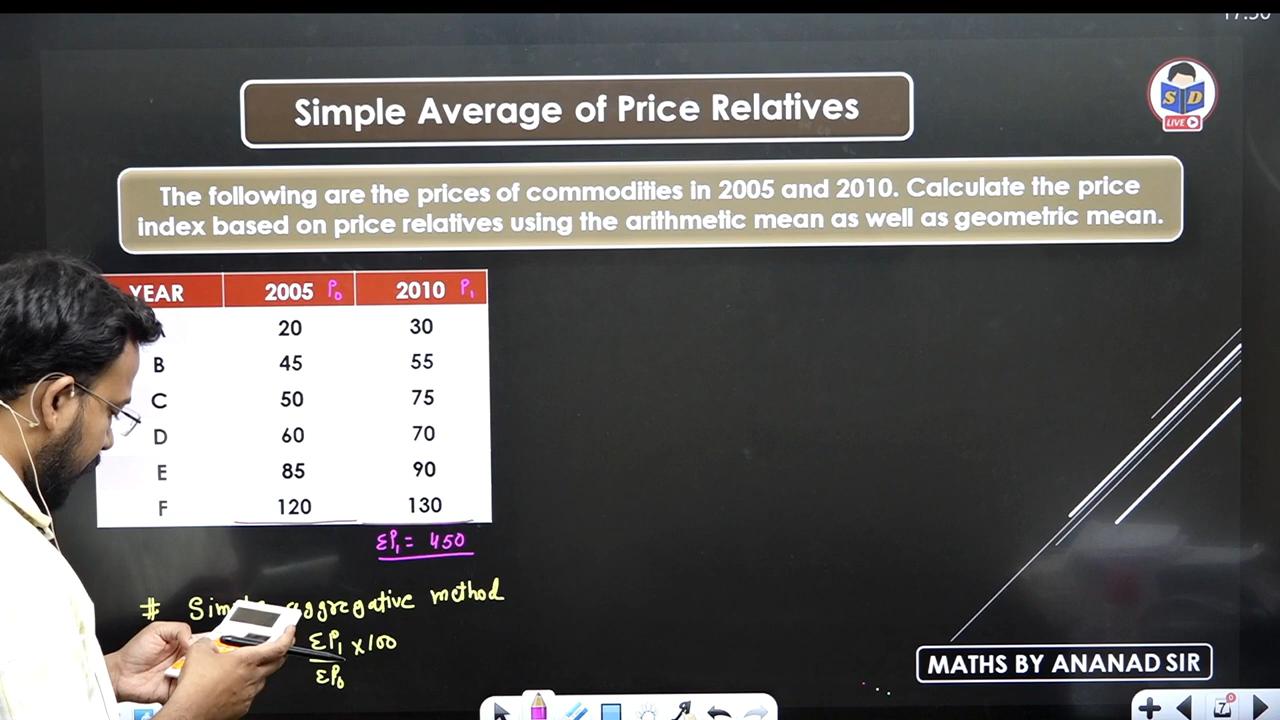 Simple Average of Price Relatives
S D
LIVE
The following are the prices of commodities in 2005 and 2010. Calculate the price
index based on price relatives using the arithmetic mean as well as geometric mean.
YEAR 2005 P₀ 2010 P₁
20 30
B 45 55
C 50 75
D 60 70
E 85 90
F 120 130
ΣP₁ = 450
# aggregative method
ΣP₁ × 100
ΣP₀
MATHS BY ANANAD SIR